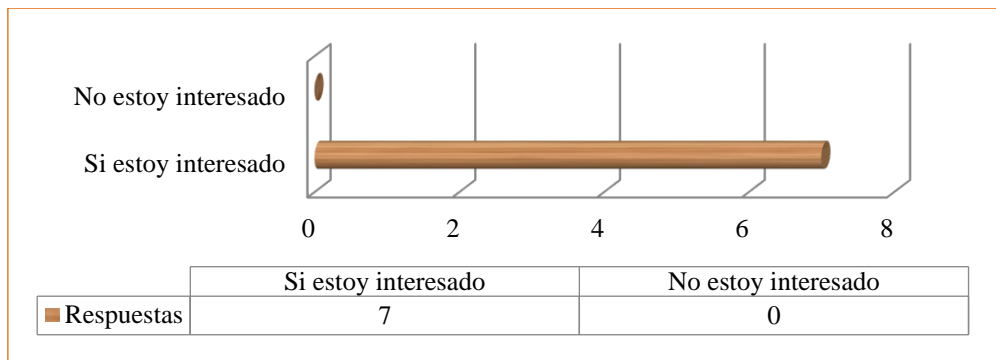 No estoy interesado
Si estoy interesado
0 2 4 6 8
Si estoy interesado No estoy interesado
Respuestas 7 0